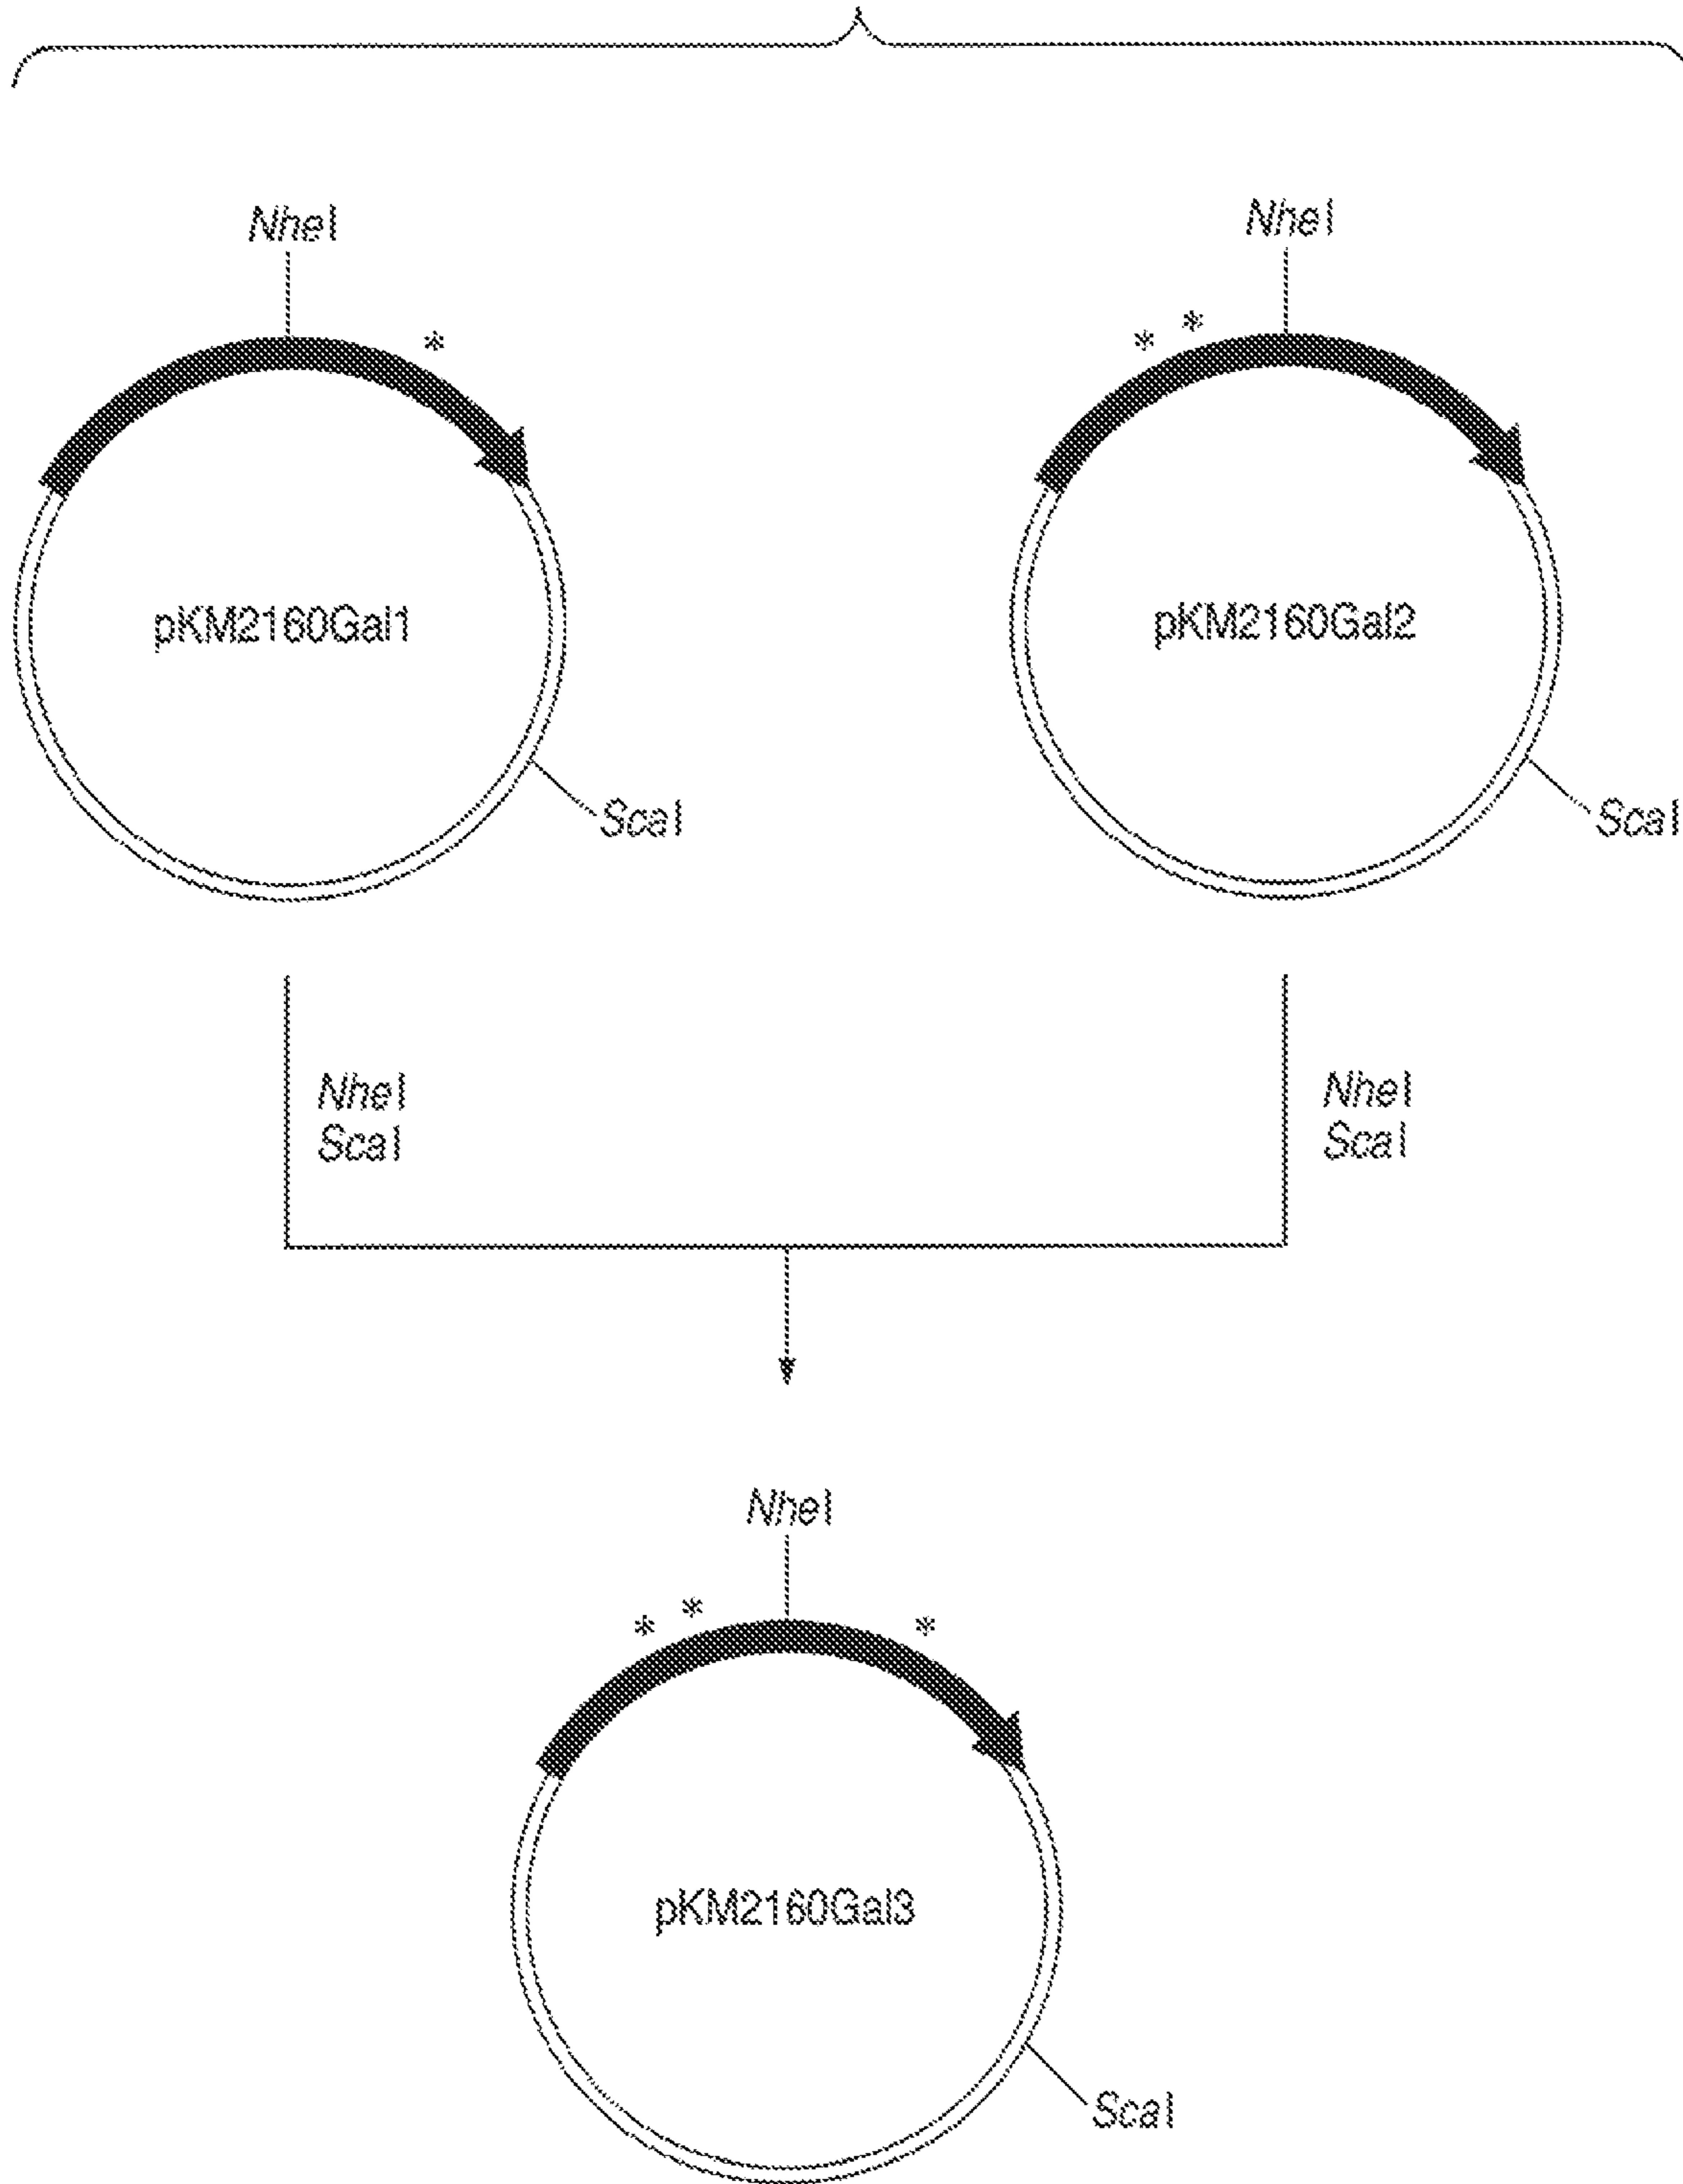 NheI
NheI
*
* *
pKM2160Gal1
pKM2160Gal2
ScaI
ScaI
NheI
ScaI
NheI
ScaI
NheI
* * *
pKM2160Gal3
ScaI